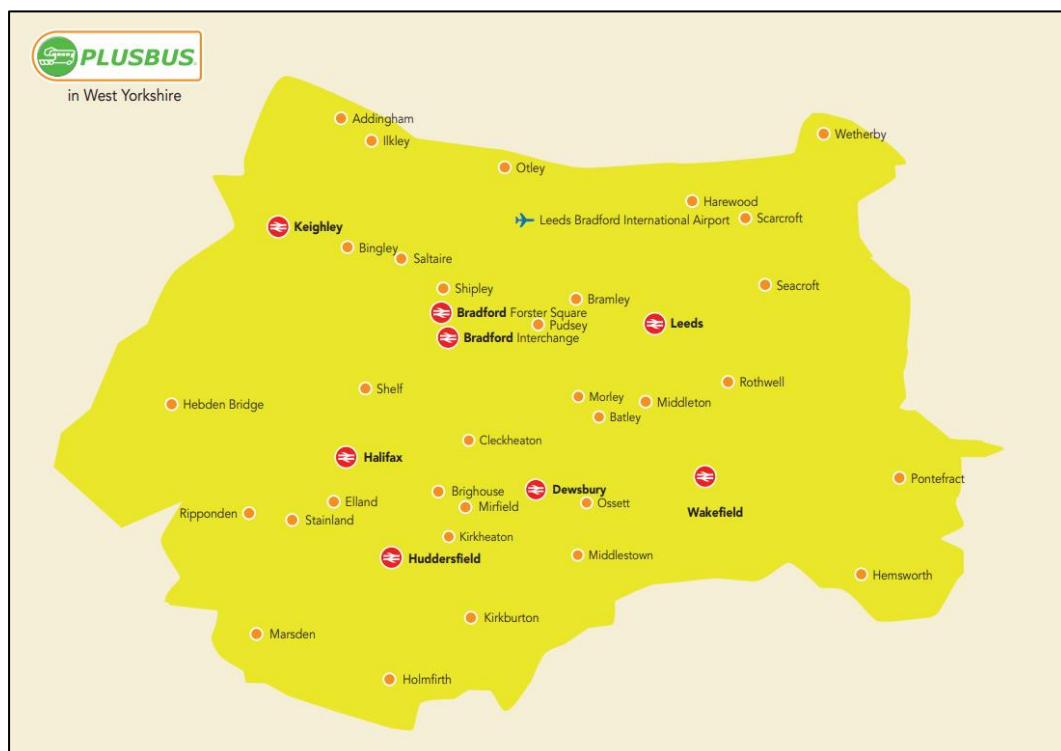 PLUSBUS
in West Yorkshire
Addingham
Ilkley
Wetherby
Otley
Harewood
Leeds Bradford International Airport
Scarcroft
Keighley
Bingley
Saltaire
Shipley
Seacroft
Bramley
Bradford Forster Square
Pudsey
Leeds
Bradford Interchange
Shelf
Rothwell
Hebden Bridge
Morley
Middleton
Batley
Cleckheaton
Halifax
Pontefract
Brighouse
Dewsbury
Elland
Mirfield
Ossett
Wakefield
Ripponden
Stainland
Kirkheaton
Huddersfield
Middlestown
Hemsworth
Kirkburton
Marsden
Holmfirth